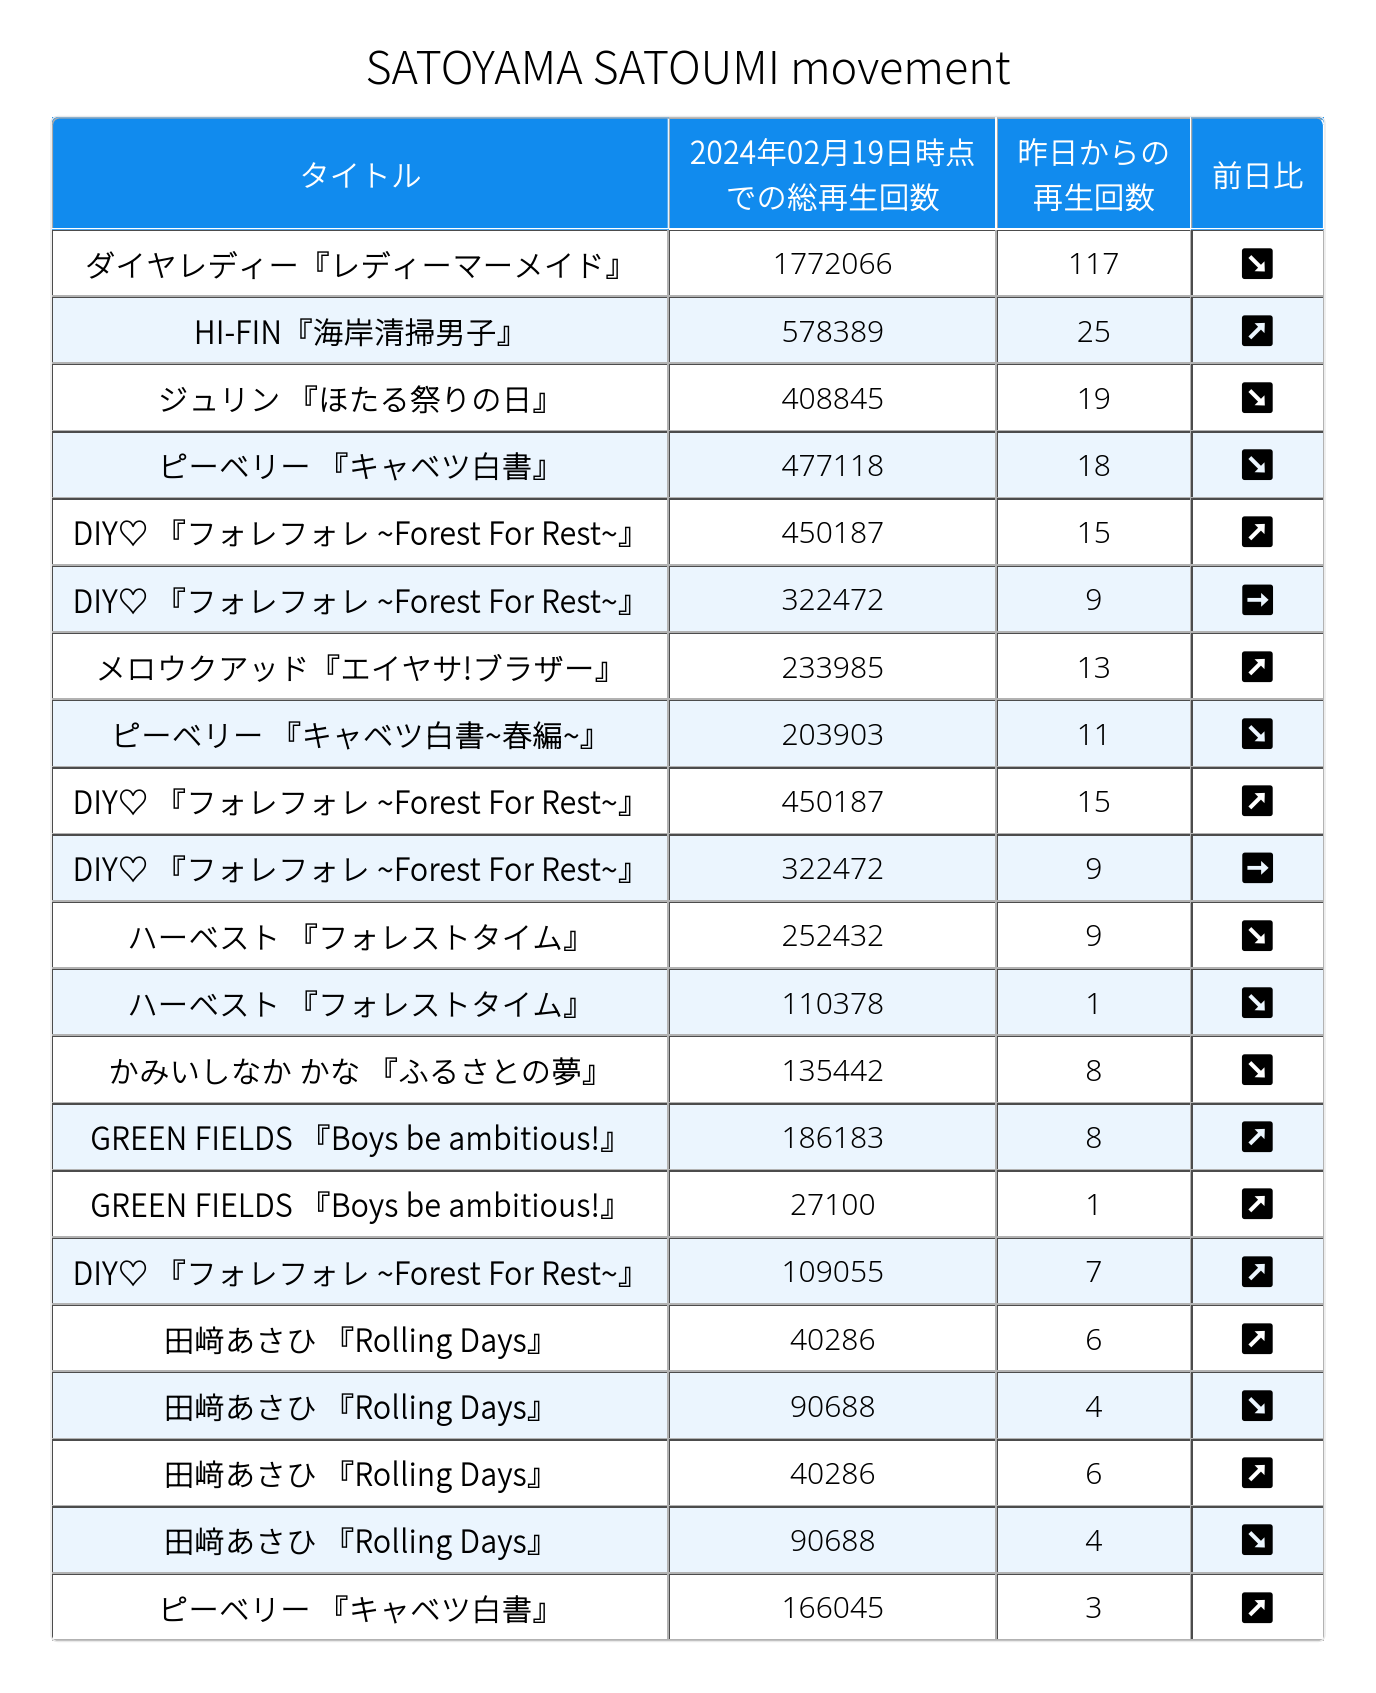 SATOYAMA SATOUMI movement
タイトル 2024年02月19日時点での総再生回数 昨日からの再生回数 前日比
ダイヤレディー『レディーマーメイド』 1772066 117 ↘
HI-FIN『海岸清掃男子』 578389 25 ↗
ジュリン 『ほたる祭りの日』 408845 19 ↘
ピーベリー 『キャベツ白書』 477118 18 ↘
DIY♡ 『フォレフォレ ~Forest For Rest~』 450187 15 ↗
DIY♡ 『フォレフォレ ~Forest For Rest~』 322472 9 →
メロウクアッド『エイヤサ!ブラザー』 233985 13 ↗
ピーベリー 『キャベツ白書~春編~』 203903 11 ↘
DIY♡ 『フォレフォレ ~Forest For Rest~』 450187 15 ↗
DIY♡ 『フォレフォレ ~Forest For Rest~』 322472 9 →
ハーベスト 『フォレストタイム』 252432 9 ↘
ハーベスト 『フォレストタイム』 110378 1 ↘
かみいしなか かな 『ふるさとの夢』 135442 8 ↘
GREEN FIELDS 『Boys be ambitious!』 186183 8 ↗
GREEN FIELDS 『Boys be ambitious!』 27100 1 ↗
DIY♡ 『フォレフォレ ~Forest For Rest~』 109055 7 ↗
田﨑あさひ 『Rolling Days』 40286 6 ↗
田﨑あさひ 『Rolling Days』 90688 4 ↘
田﨑あさひ 『Rolling Days』 40286 6 ↗
田﨑あさひ 『Rolling Days』 90688 4 ↘
ピーベリー 『キャベツ白書』 166045 3 ↗